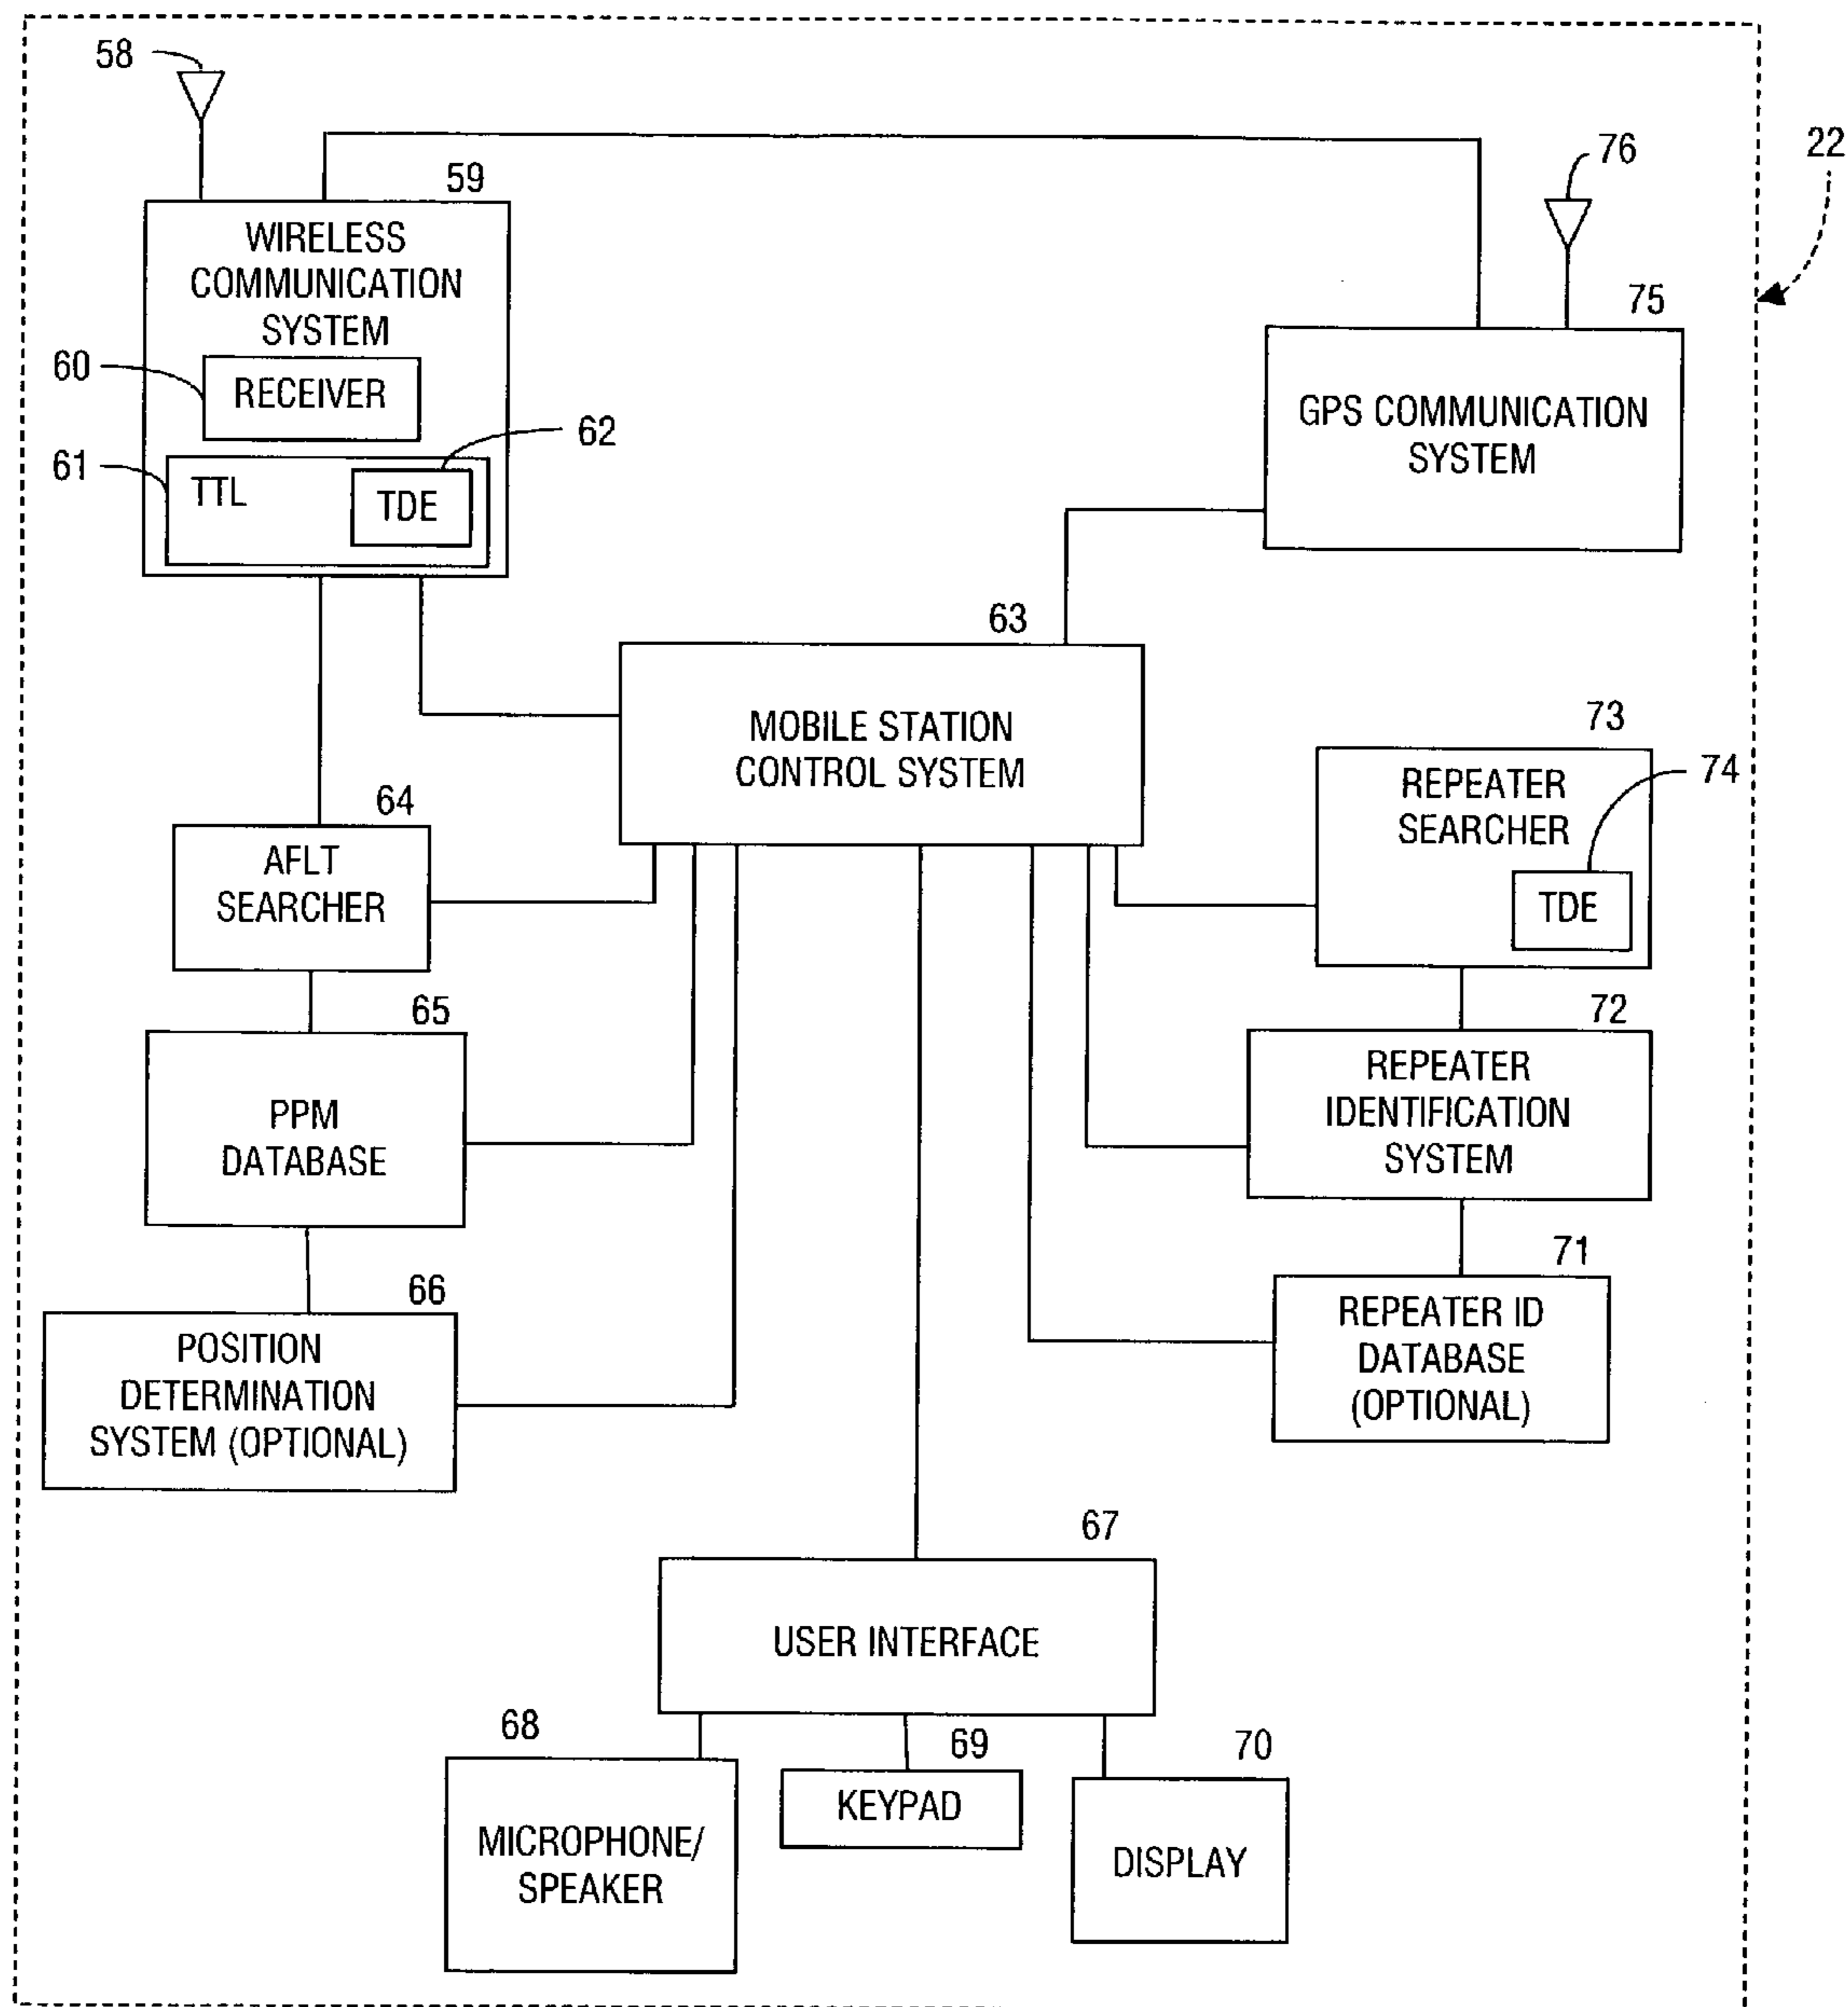 58
59
WIRELESS
COMMUNICATION
SYSTEM
60
RECEIVER
61
TTL
62
TDE
76
22
75
GPS COMMUNICATION
SYSTEM
63
MOBILE STATION
CONTROL SYSTEM
64
AFLT
SEARCHER
73
REPEATER
SEARCHER
74
TDE
65
PPM
DATABASE
72
REPEATER
IDENTIFICATION
SYSTEM
66
POSITION
DETERMINATION
SYSTEM (OPTIONAL)
71
REPEATER ID
DATABASE
(OPTIONAL)
67
USER INTERFACE
68
MICROPHONE/
SPEAKER
69
KEYPAD
70
DISPLAY